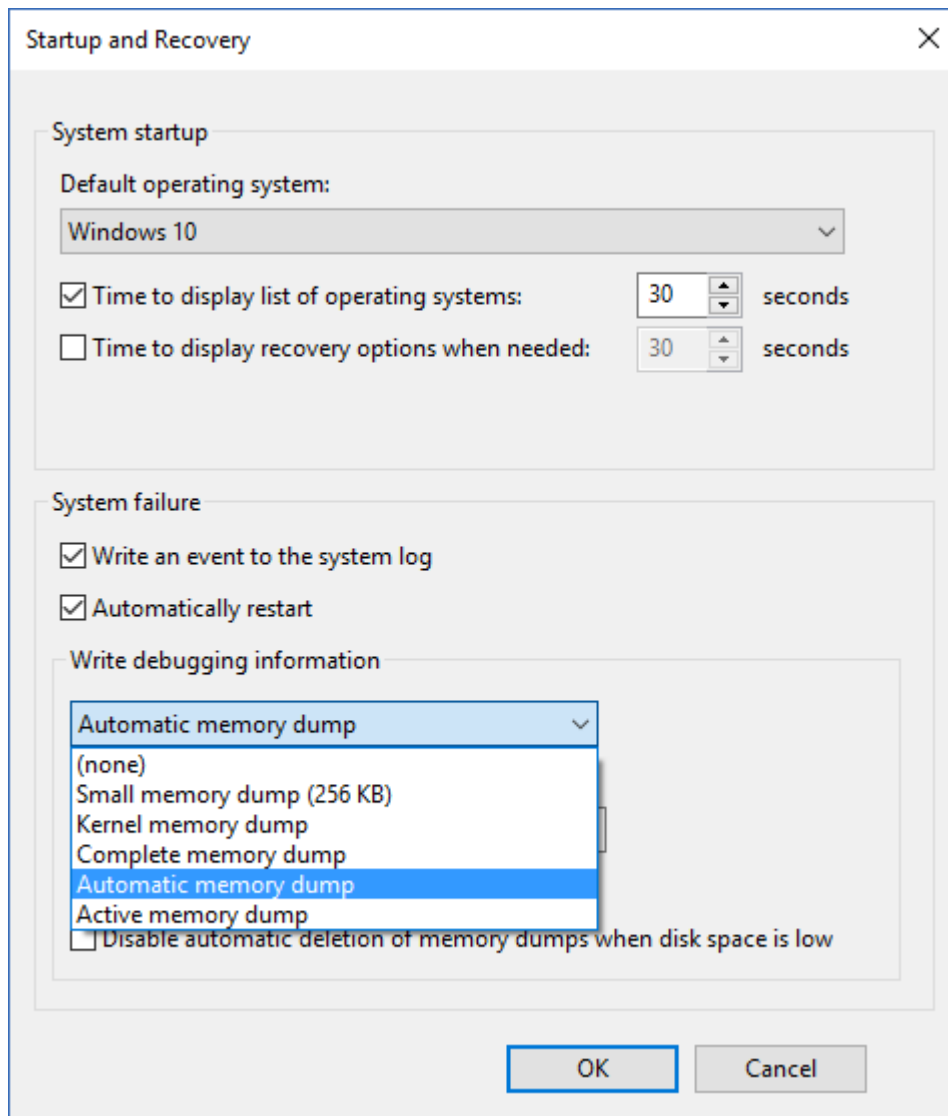 Startup and Recovery
System startup
Default operating system:
Windows 10
Time to display list of operating systems: 30 seconds
Time to display recovery options when needed: 30 seconds
System failure
Write an event to the system log
Automatically restart
Write debugging information
Automatic memory dump
(none)
Small memory dump (256 KB)
Kernel memory dump
Complete memory dump
Automatic memory dump
Active memory dump
Disable automatic deletion of memory dumps when disk space is low
OK Cancel